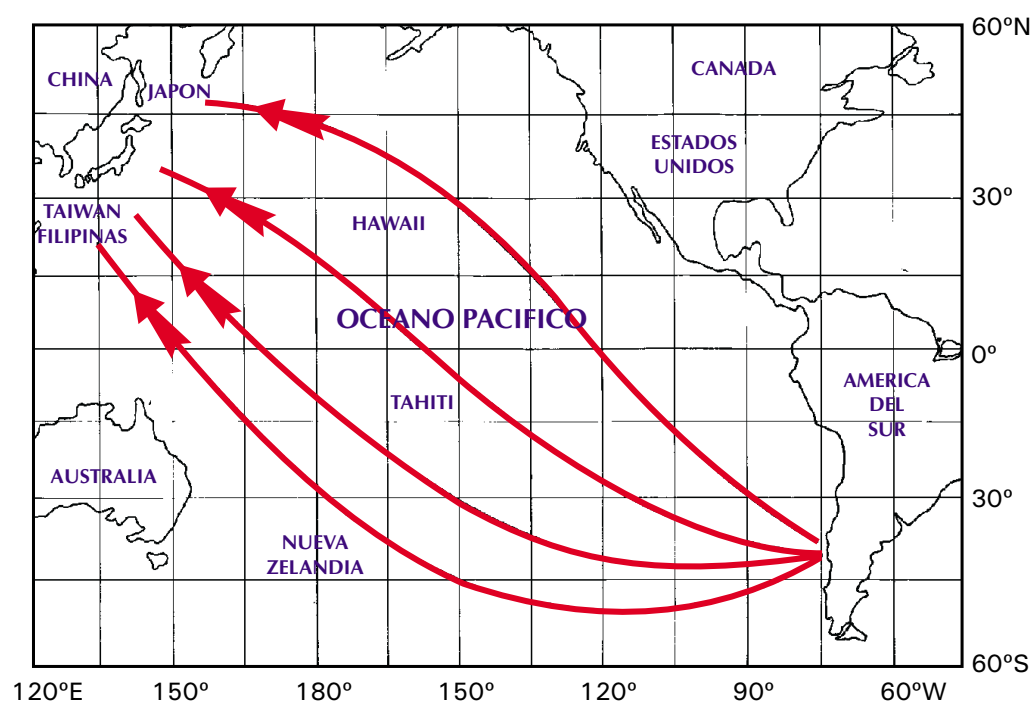 60ºN
CHINA
JAPON
CANADA
ESTADOS
UNIDOS
30º
TAIWAN
FILIPINAS
HAWAII
OCEANO PACIFICO
0º
TAHITI
AMERICA
DEL
SUR
AUSTRALIA
30º
NUEVA
ZELANDIA
60ºS
120ºE 150º 180º 150º 120º 90º 60ºW